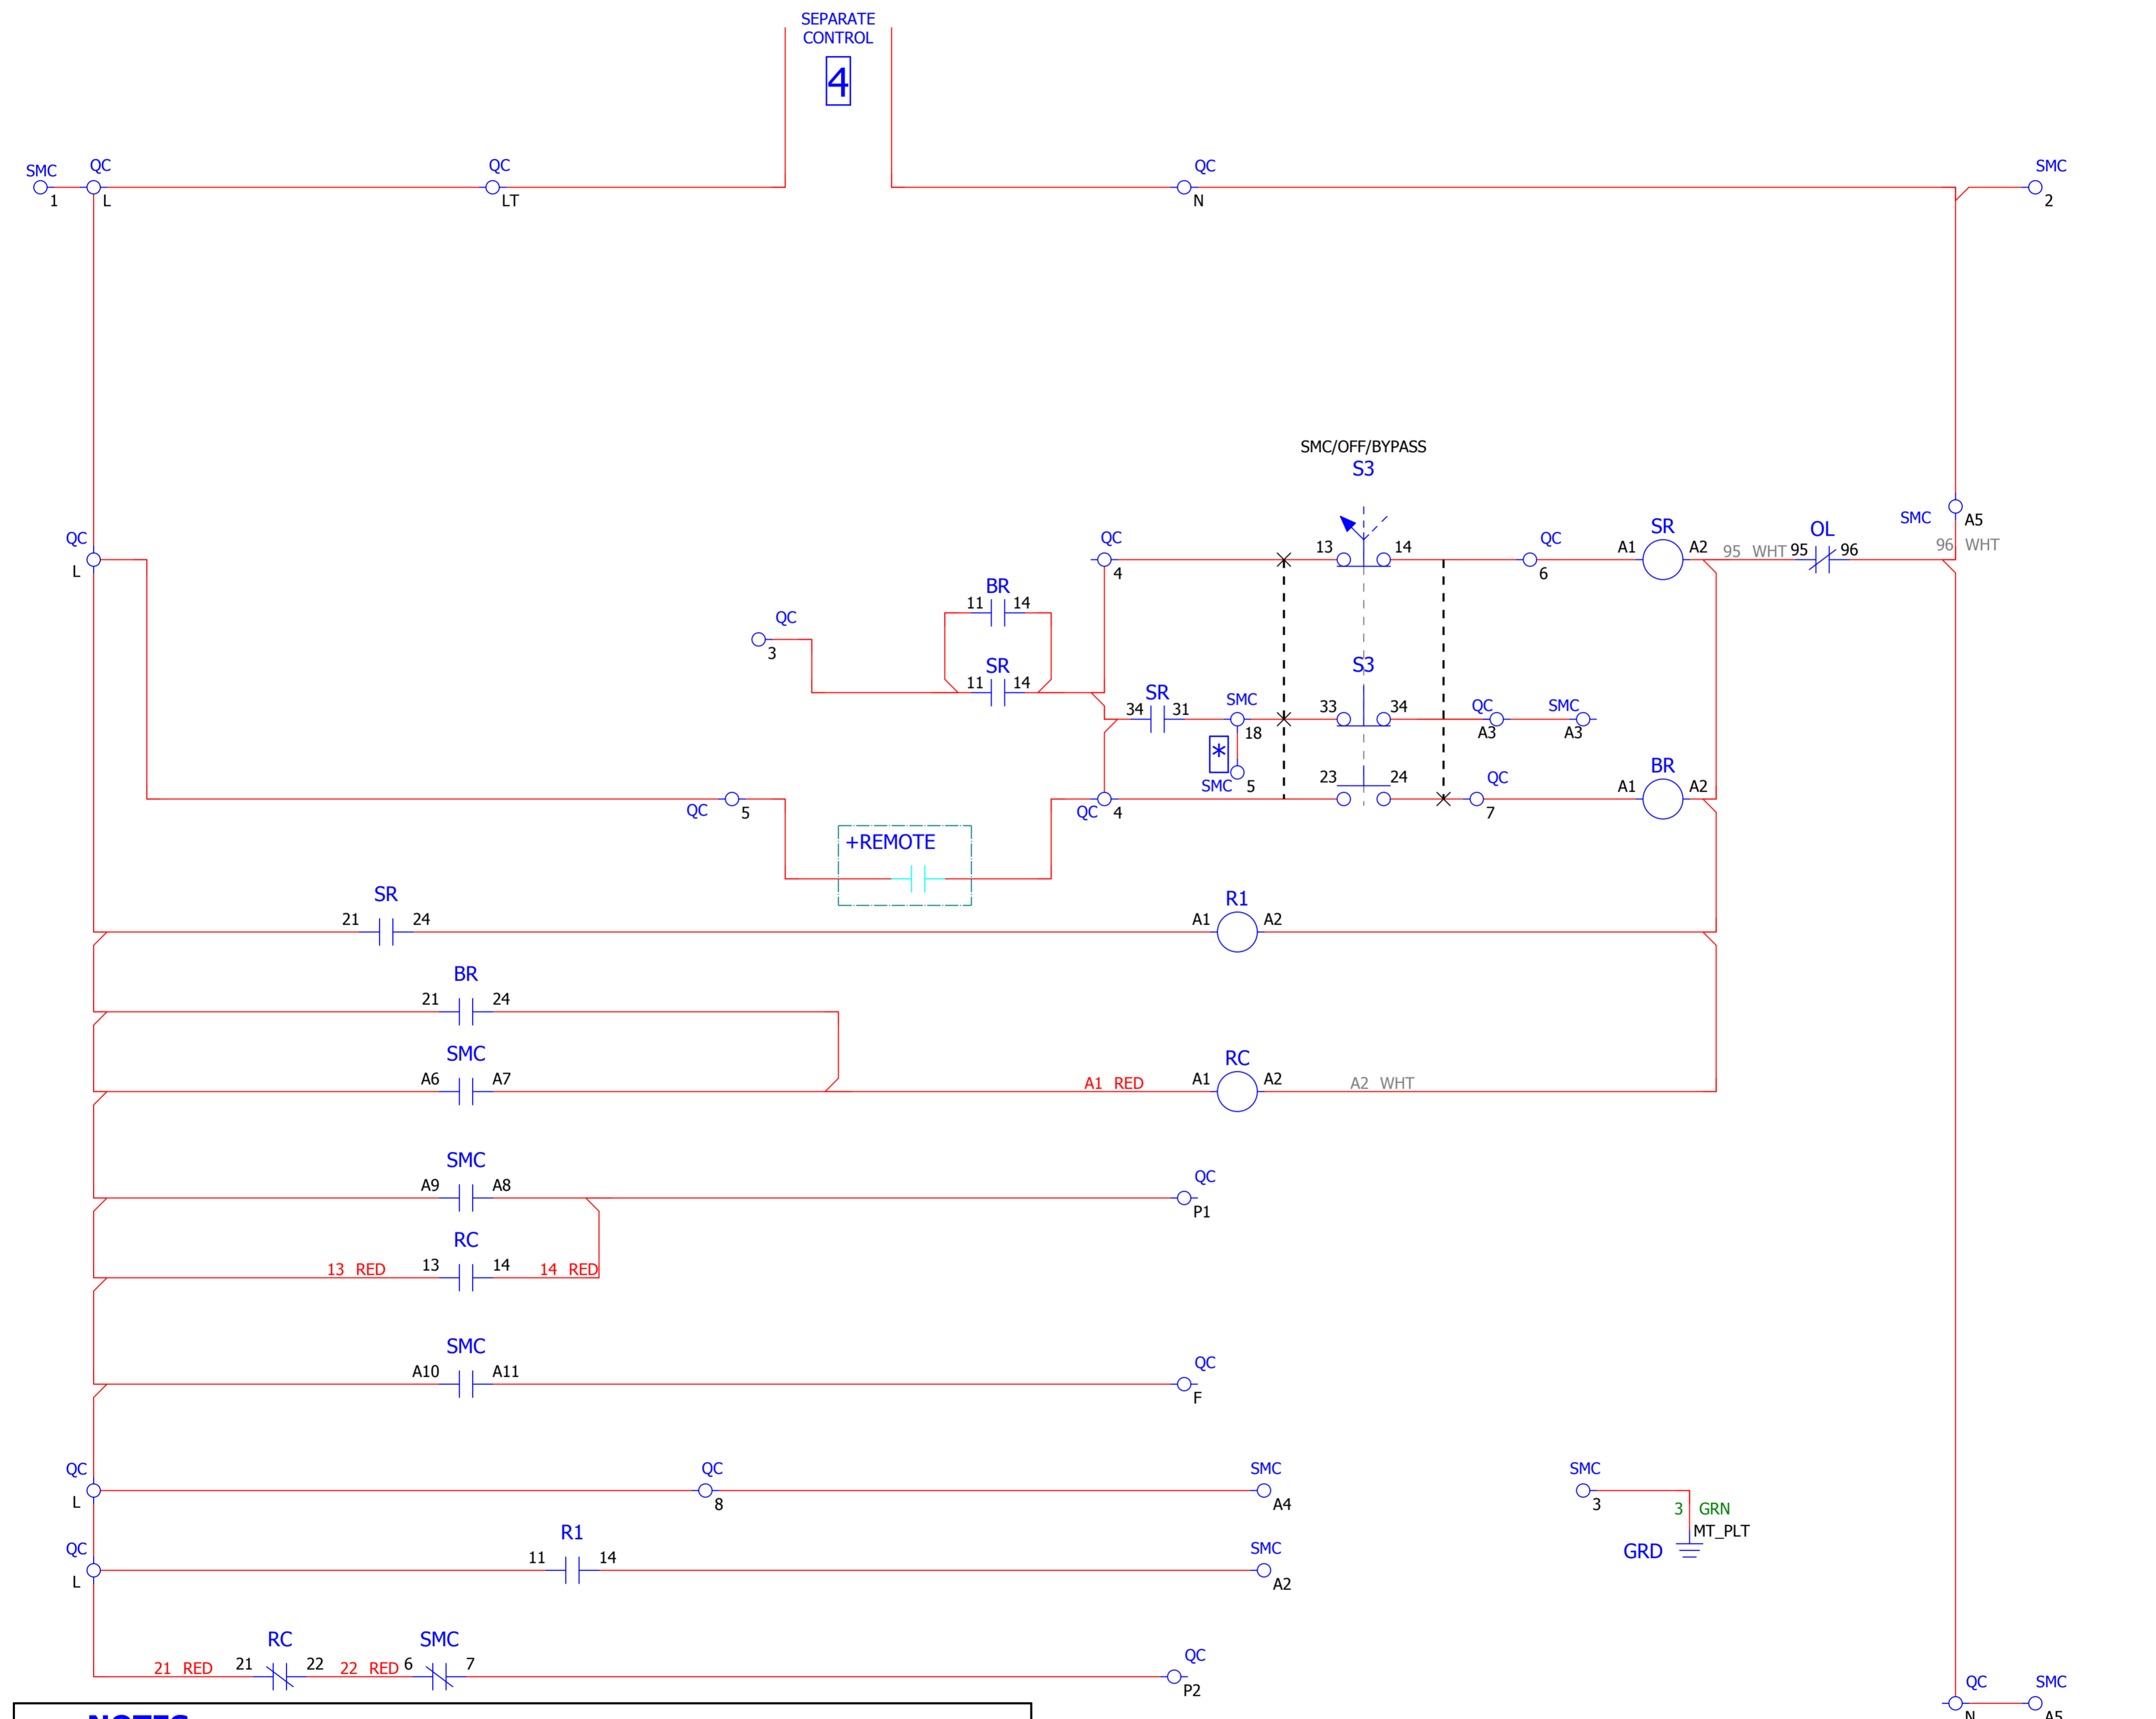 SEPARATE
CONTROL
4
SMC
QC
QC
QC
SMC
1
L
LT
N
2
SMC/OFF/BYPASS
S3
SMC
A5
QC
L
QC
4
13
14
QC
6
SR
A1
A2
95 WHT
OL
95
96
96 WHT
BR
11
14
QC
3
SR
11
14
S3
SR
34
31
SMC
18
33
34
QC
A3
SMC
A3
*
SMC
5
QC
5
QC
4
23
24
QC
7
BR
A1
A2
+REMOTE
SR
21
24
R1
A1
A2
BR
21
24
SMC
A6
A7
A1 RED
RC
A1
A2
A2 WHT
SMC
A9
A8
QC
P1
RC
13 RED
13
14
14 RED
SMC
A10
A11
QC
F
QC
L
QC
8
SMC
A4
SMC
3
3 GRN
MT_PLT
GRD
QC
L
R1
11
14
SMC
A2
RC
21 RED
21
22
22 RED
SMC
6
7
QC
P2
QC
N
SMC
A5
NOTES